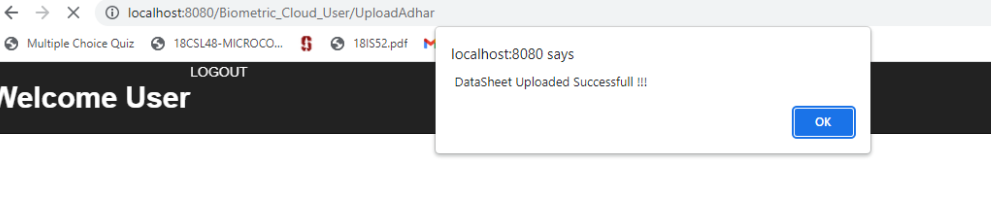 localhost:8080/Biometric_Cloud_User/UploadAdhar
Multiple Choice Quiz 18CSL48-MICROCO... 18IS52.pdf
localhost:8080 says
DataSheet Uploaded Successfull !!!
OK
LOGOUT
Welcome User